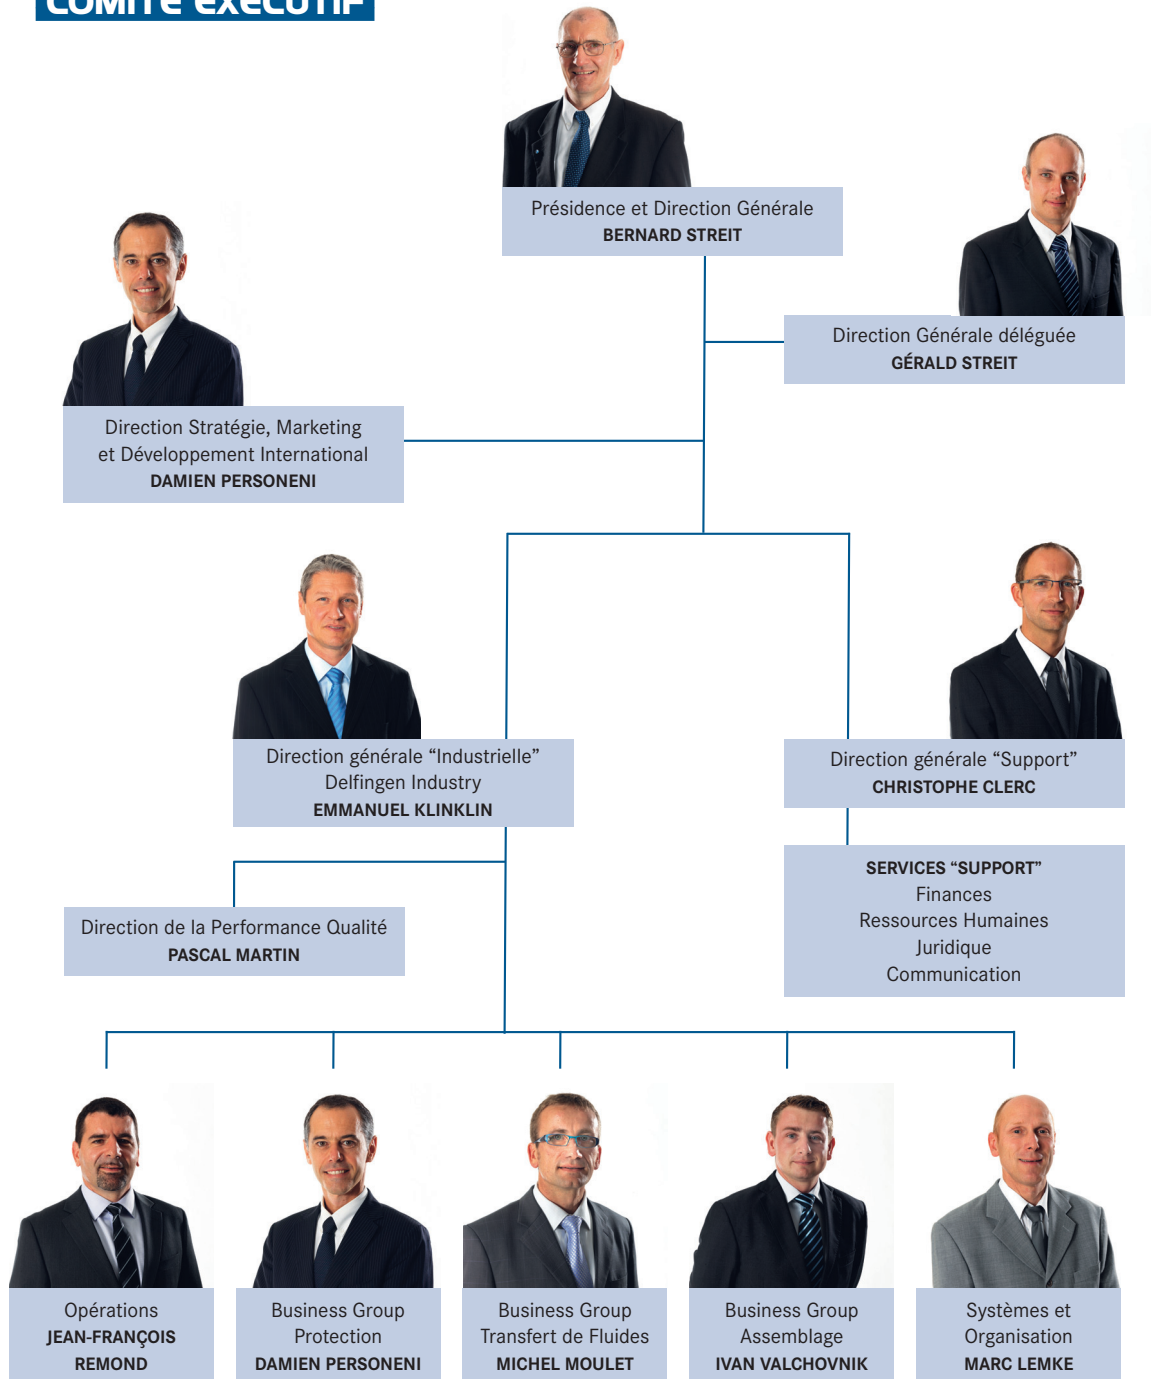 COMITÉ EXÉCUTIF
Présidence et Direction Générale
BERNARD STREIT
Direction Générale déléguée
GÉRALD STREIT
Direction Stratégie, Marketing
et Développement International
DAMIEN PERSONENI
Direction générale “Industrielle”
Delfingen Industry
EMMANUEL KLINKLIN
Direction générale “Support”
CHRISTOPHE CLERC
SERVICES “SUPPORT”
Finances
Ressources Humaines
Juridique
Communication
Direction de la Performance Qualité
PASCAL MARTIN
Opérations
JEAN-FRANÇOIS
REMOND
Business Group
Protection
DAMIEN PERSONENI
Business Group
Transfert de Fluides
MICHEL MOULET
Business Group
Assemblage
IVAN VALCHOVNIK
Systèmes et
Organisation
MARC LEMKE